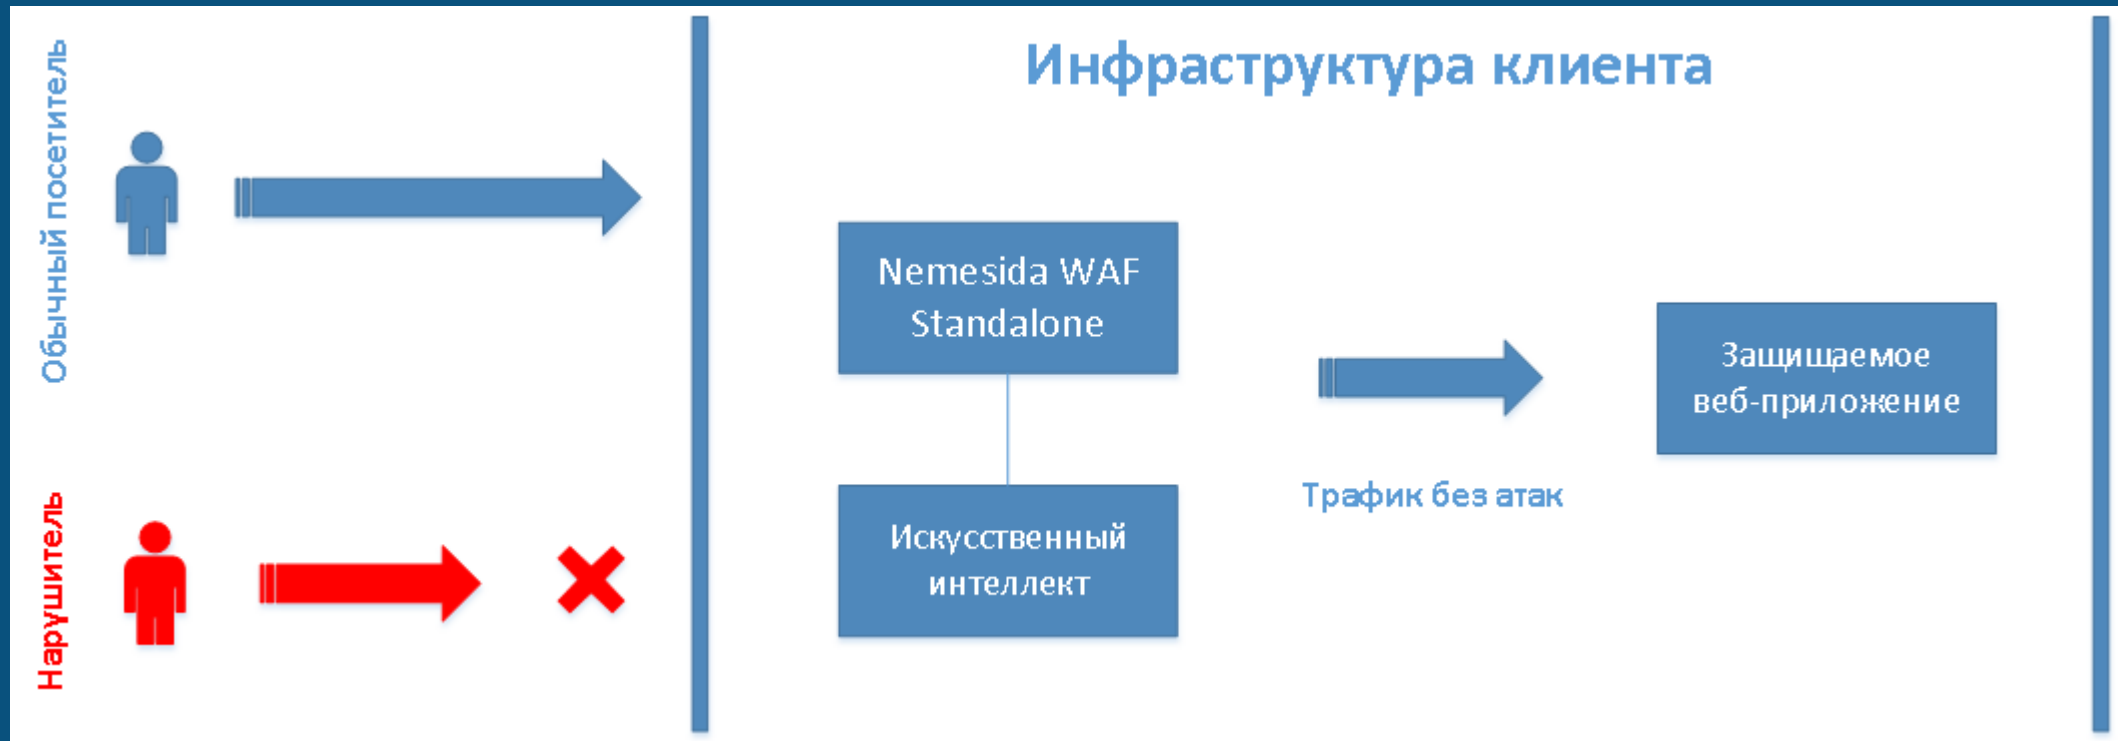 Инфраструктура клиента
Обычный посетитель
Nemesida WAF
Standalone
Защищаемое
веб-приложение
Трафик без атак
Нарушитель
Искусственный
интеллект